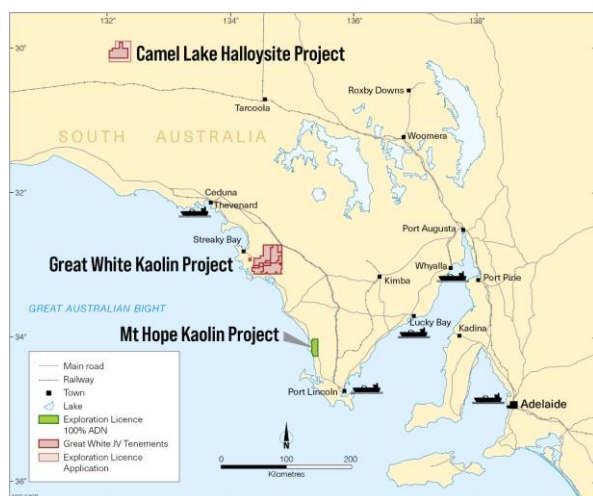 132°
134°
136°
138°
30°
Camel Lake Halloysite Project
Roxby Downs
Tarcoola
Woomera
SOUTH AUSTRALIA
32°
Ceduna
Thevenard
Streaky Bay
Port Augusta
Great White Kaolin Project
Whyalla
Kimba
Port Pirie
GREAT AUSTRALIAN BIGHT
Lucky Bay
Kadina
34°
Mt Hope Kaolin Project
Main road
Railway
Town
Lake
Exploration Licence
100% ADN
Great White JV Tenements
Exploration Licence
Application
Port Lincoln
Adelaide
N
0 100 200
Kilometres
36°